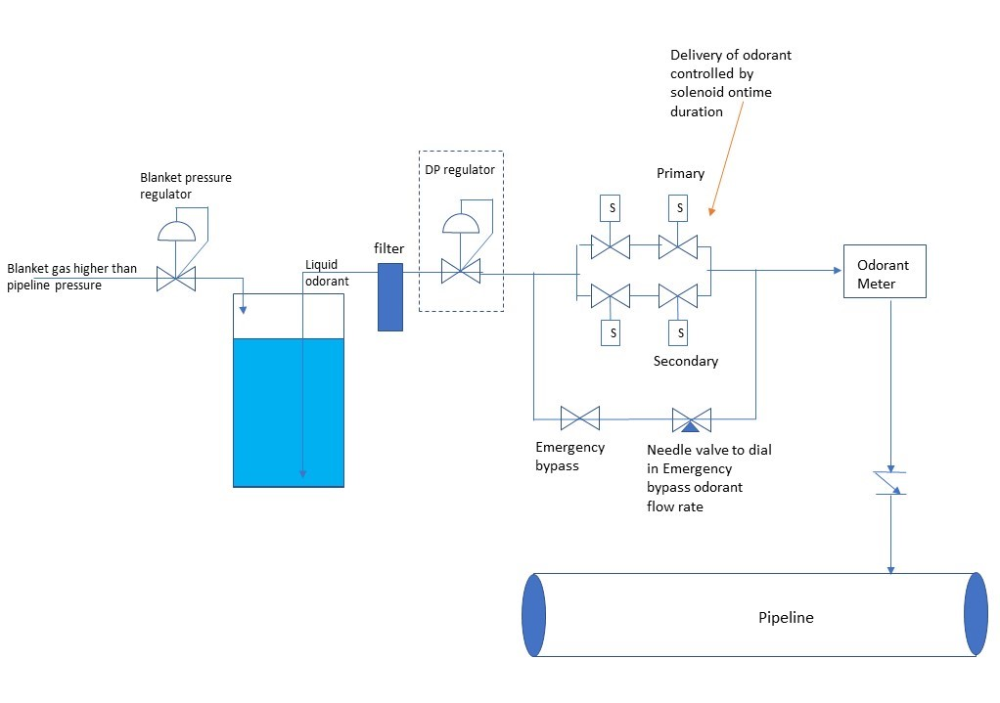 Delivery of odorant
controlled by
solenoid ontime
duration
Blanket pressure
regulator
DP regulator
Primary
S
S
filter
Blanket gas higher than
pipeline pressure
Liquid
odorant
Odorant
Meter
S
S
Secondary
Emergency
bypass
Needle valve to dial
in Emergency
bypass odorant
flow rate
Pipeline